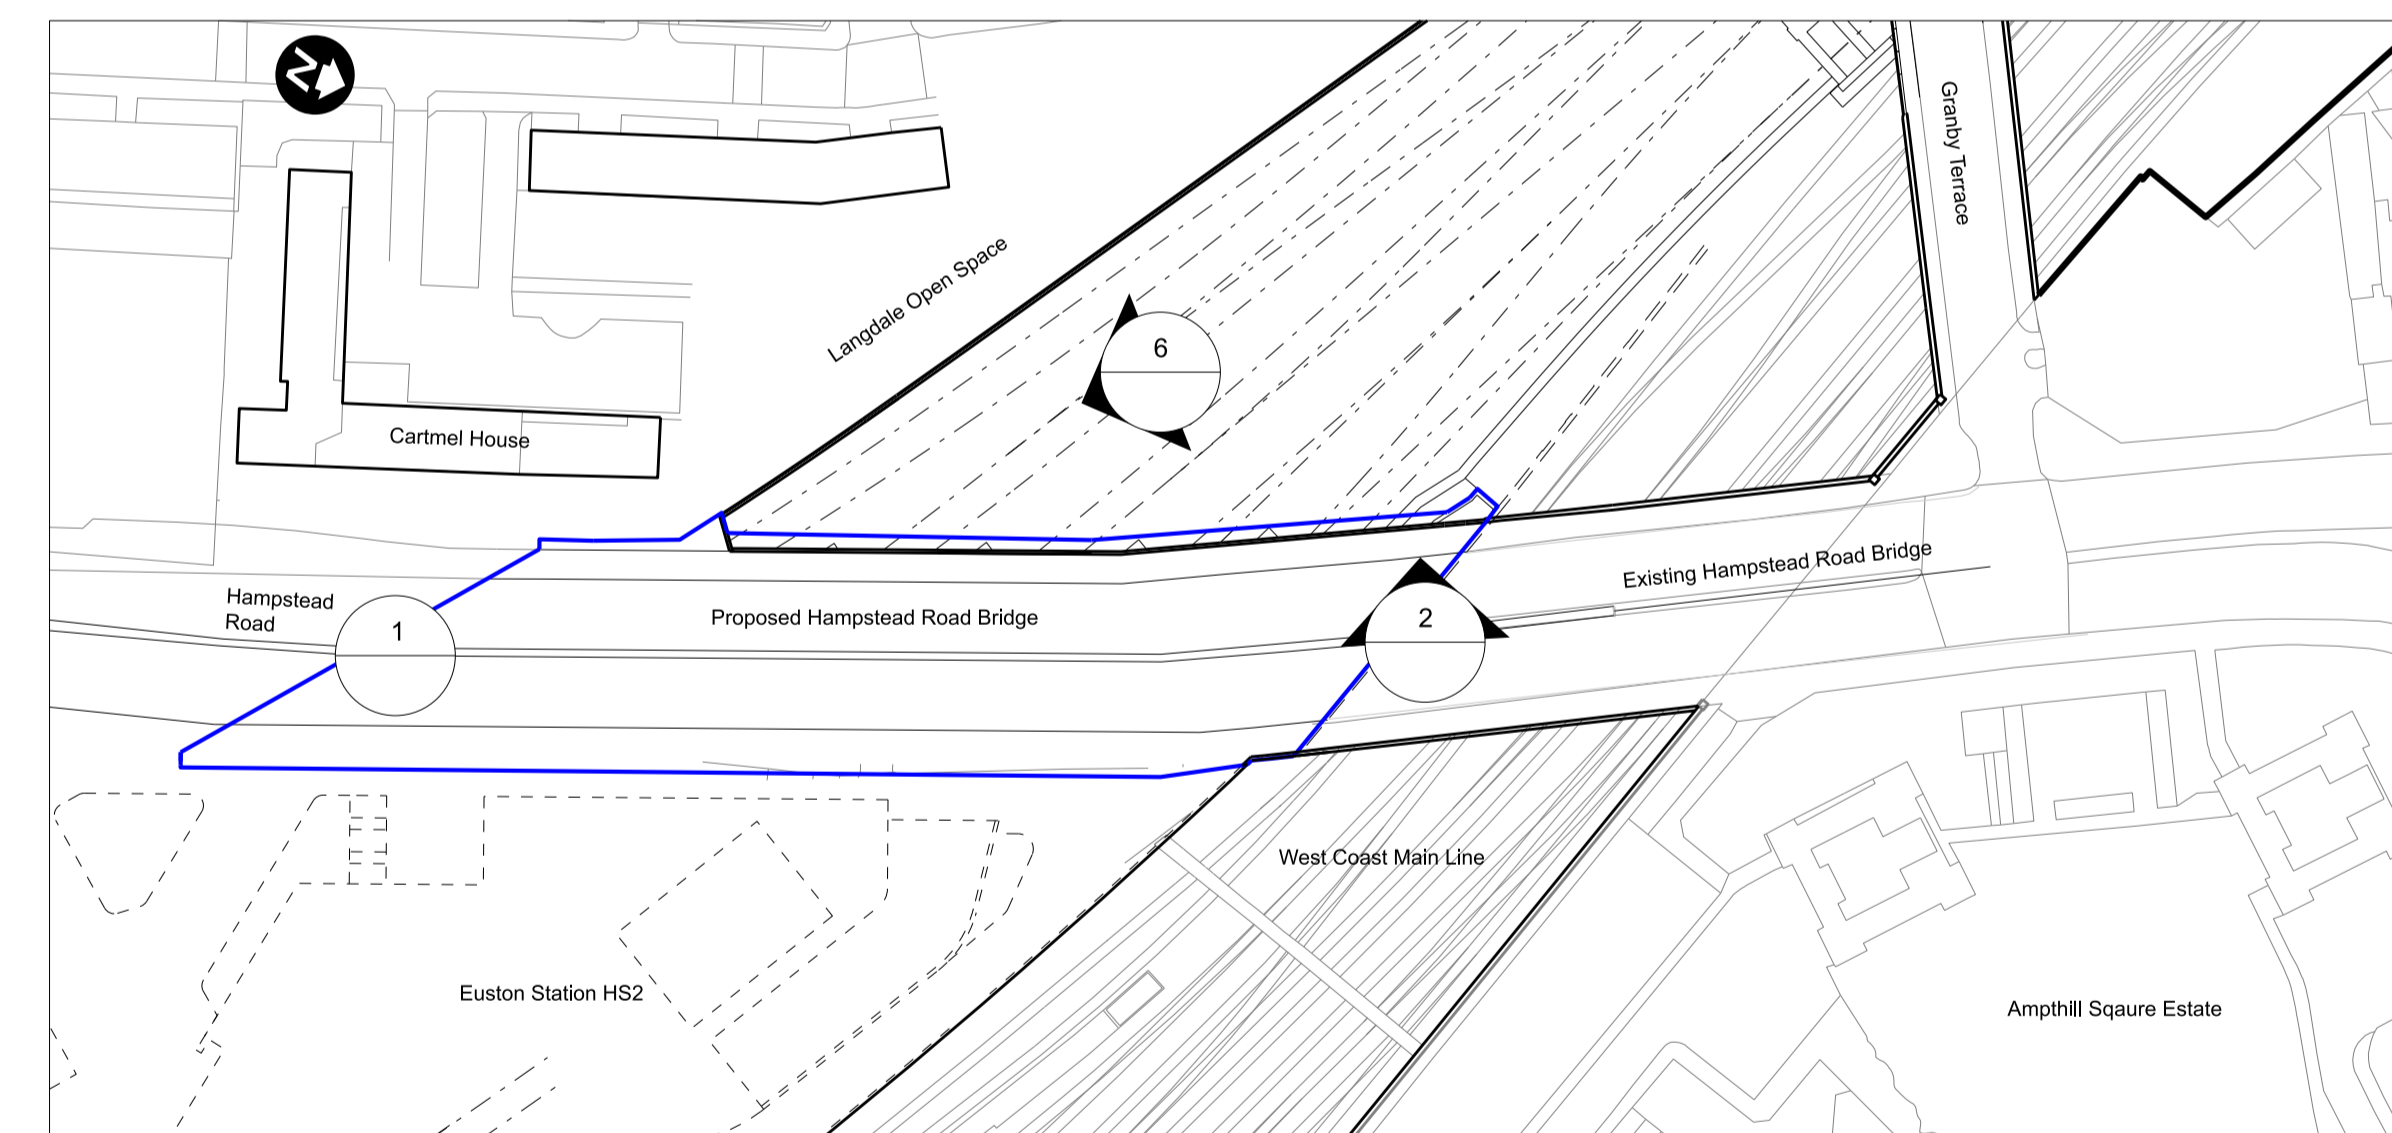 N
Granby Terrace
Langdale Open Space
6
Cartmel House
Existing Hampstead Road Bridge
Hampstead
Road
1
Proposed Hampstead Road Bridge
2
West Coast Main Line
Euston Station HS2
Ampthill Sqaure Estate